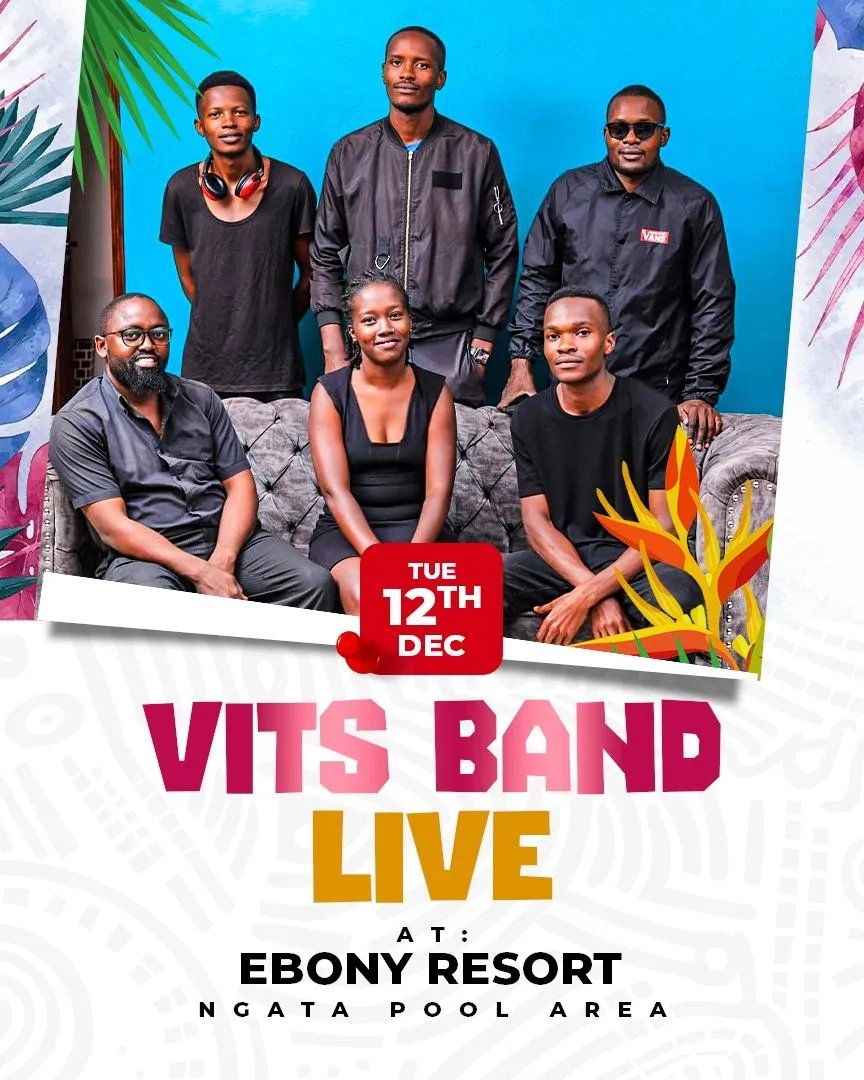 VANS
TUE
12TH
DEC
VITS BAND
LIVE
AT:
EBONY RESORT
NGATA POOL AREA